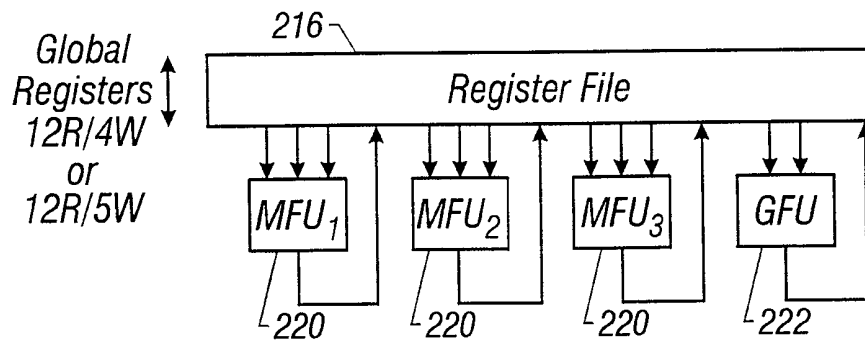 216
Global
Registers
12R/4W
or
12R/5W
Register File
MFU1
MFU2
MFU3
GFU
220
220
220
222